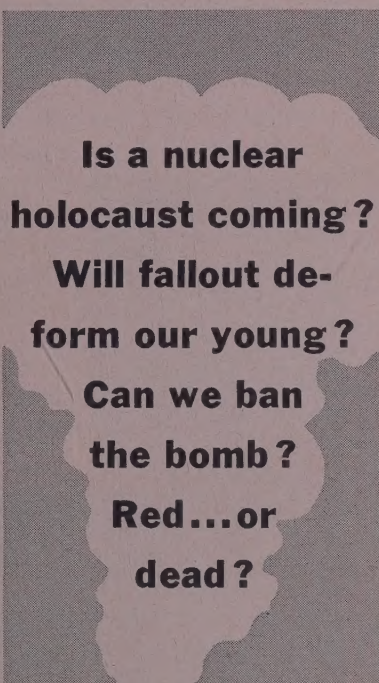 Is a nuclear
holocaust coming?
Will fallout de-
form our young?
Can we ban
the bomb?
Red...or
dead?